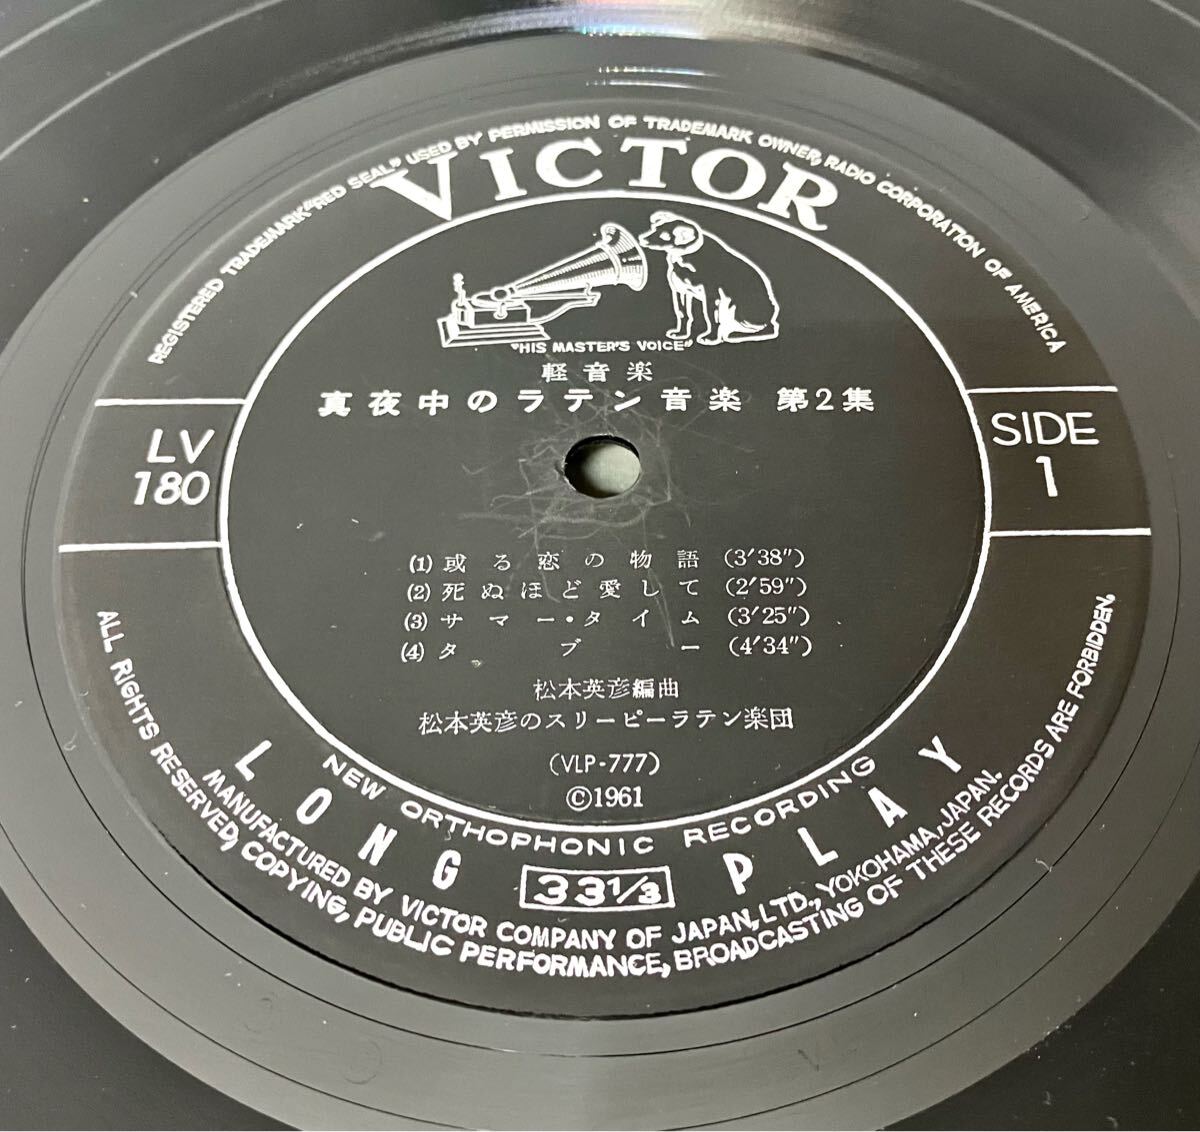 REGISTERED TRADEMARK "RED SEAL" USED BY PERMISSION OF TRADEMARK OWNER, RADIO CORPORATION OF AMERICA
VICTOR
"HIS MASTER'S VOICE"
軽音楽
真夜中のラテン音楽 第2集
LV
180
SIDE
1
(1) 或る恋の物語 (3′38″)
(2) 死ぬほど愛して (2′59″)
(3) サマー・タイム (3′25″)
(4) タブー (4′34″)
松本英彦編曲
松本英彦のスリーピーラテン楽団
(VLP-777)
©1961
NEW ORTHOPHONIC RECORDING
LONG 33 1/3 PLAY
MANUFACTURED BY VICTOR COMPANY OF JAPAN, LTD., YOKOHAMA, JAPAN.
ALL RIGHTS RESERVED, COPYING, PUBLIC PERFORMANCE, BROADCASTING OF THESE RECORDS ARE FORBIDDEN.